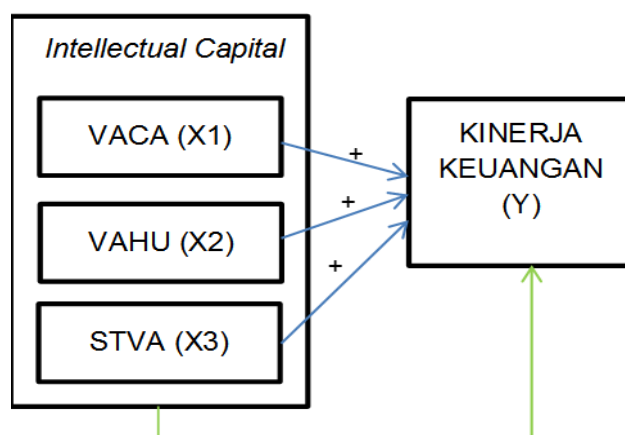 Intellectual Capital
VACA (X1)
VAHU (X2)
STVA (X3)
+
+
+
KINERJA
KEUANGAN
(Y)